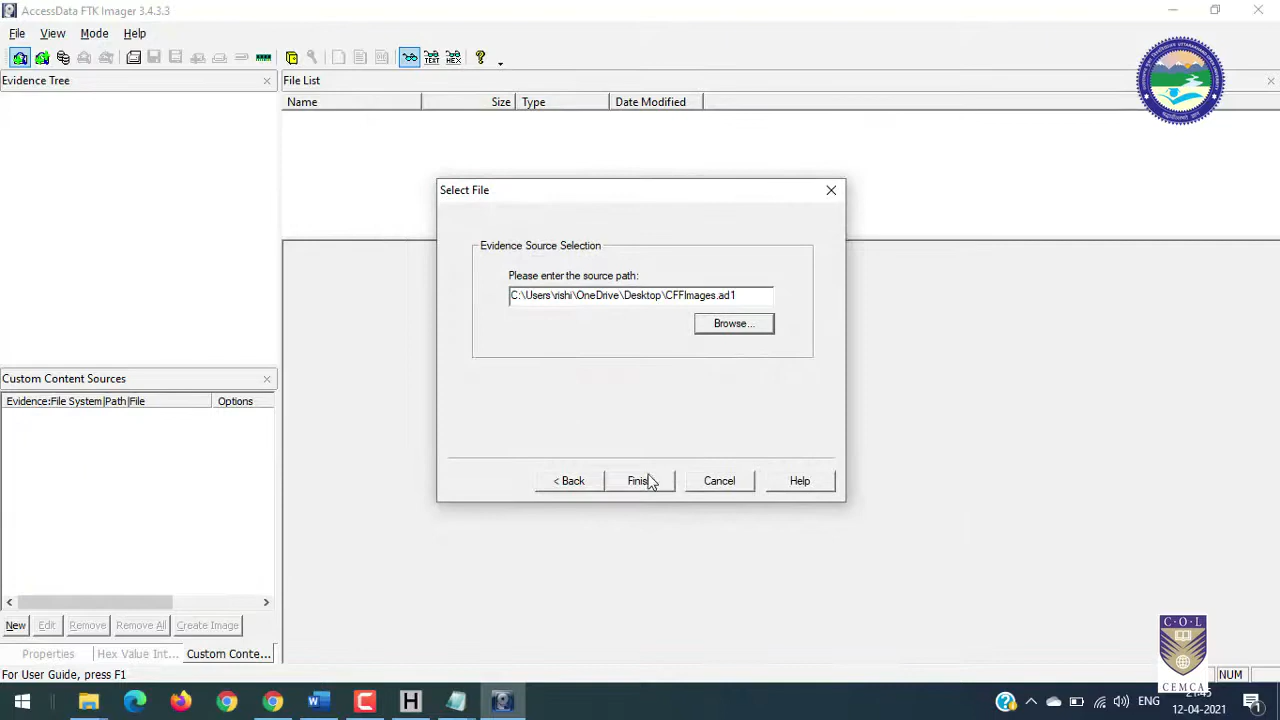 AccessData FTK Imager 3.4.3.3
File View Mode Help
Evidence Tree
File List
Name Size Type Date Modified
Select File
Evidence Source Selection
Please enter the source path:
C:\Users\rishi\OneDrive\Desktop\CFFImages.ad1
Browse...
Custom Content Sources
Evidence:File System|Path|File Options
< Back Cancel Help
New Edit Remove Remove All Create Image
Properties Hex Value Int... Custom Conte...
For User Guide, press F1
NUM
C·O·L
CEMCA
ENG
12-04-2021